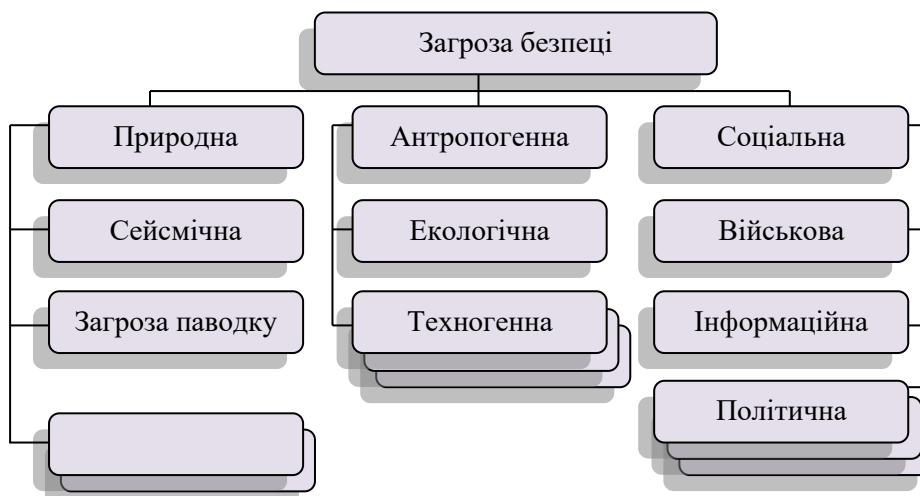 Загроза безпеці
Природна
Антропогенна
Соціальна
Сейсмічна
Екологічна
Військова
Загроза паводку
Техногенна
Інформаційна
Політична